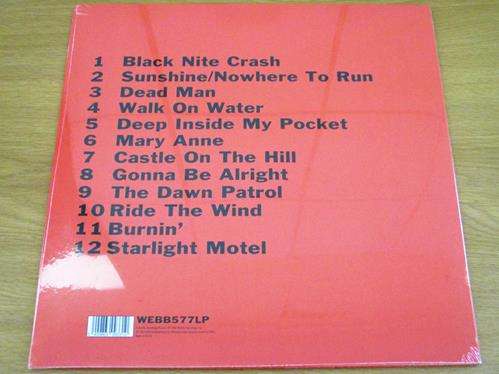 1 Black Nite Crash
2 Sunshine/Nowhere To Run
3 Dead Man
4 Walk On Water
5 Deep Inside My Pocket
6 Mary Anne
7 Castle On The Hill
8 Gonna Be Alright
9 The Dawn Patrol
10 Ride The Wind
11 Burnin'
12 Starlight Motel
WEBB577LP